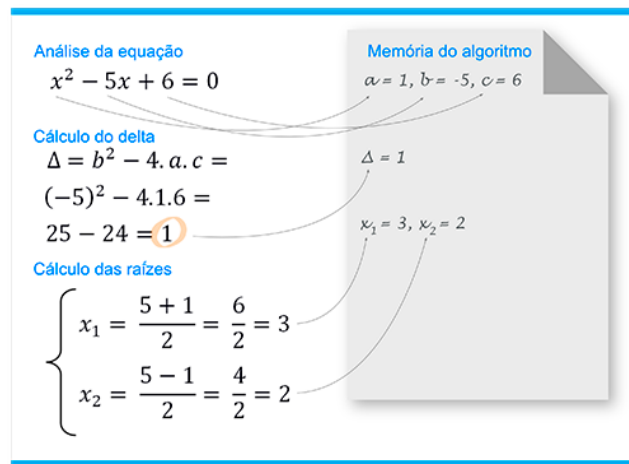 Análise da equação
x² − 5x + 6 = 0
Cálculo do delta
Δ = b² − 4. a. c =
(−5)² − 4.1.6 =
25 − 24 = 1
Cálculo das raízes
x₁ = (5 + 1)/2 = 6/2 = 3
x₂ = (5 − 1)/2 = 4/2 = 2
Memória do algoritmo
a = 1, b = -5, c = 6
Δ = 1
x₁ = 3, x₂ = 2